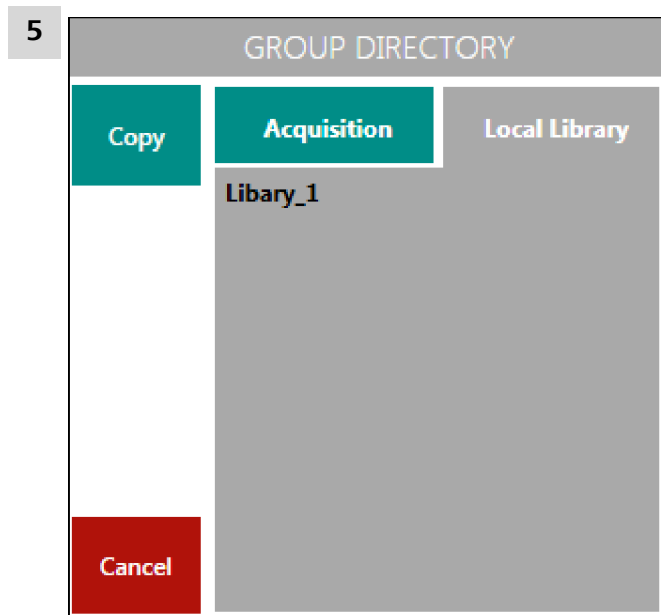 5
GROUP DIRECTORY
Copy
Acquisition
Local Library
Libary_1
Cancel